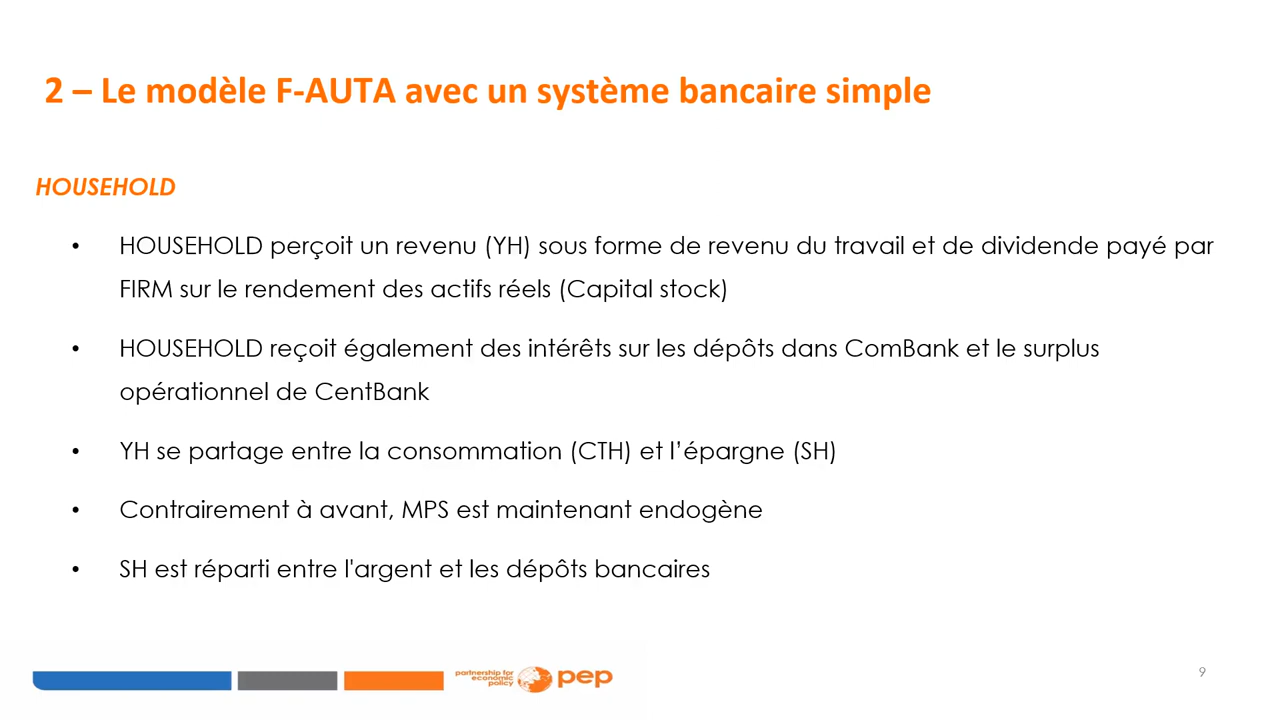 2 – Le modèle F-AUTA avec un système bancaire simple
HOUSEHOLD
• HOUSEHOLD perçoit un revenu (YH) sous forme de revenu du travail et de dividende payé par
FIRM sur le rendement des actifs réels (Capital stock)
• HOUSEHOLD reçoit également des intérêts sur les dépôts dans ComBank et le surplus
opérationnel de CentBank
• YH se partage entre la consommation (CTH) et l’épargne (SH)
• Contrairement à avant, MPS est maintenant endogène
• SH est réparti entre l'argent et les dépôts bancaires
partnership for
economic
policy
pep
9